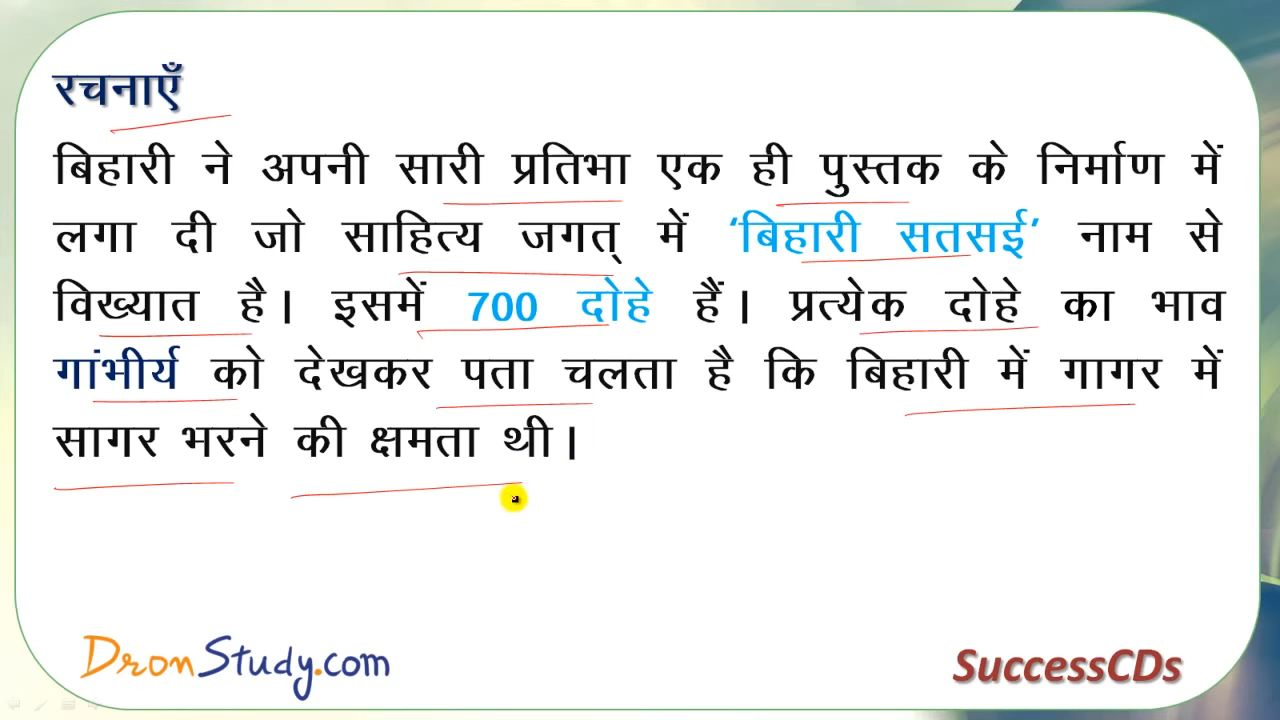 रचनाएँ
बिहारी ने अपनी सारी प्रतिभा एक ही पुस्तक के निर्माण में
लगा दी जो साहित्य जगत् में ‘बिहारी सतसई’ नाम से
विख्यात है। इसमें 700 दोहे हैं। प्रत्येक दोहे का भाव
गांभीर्य को देखकर पता चलता है कि बिहारी में गागर में
सागर भरने की क्षमता थी।
DronStudy.com
SuccessCDs